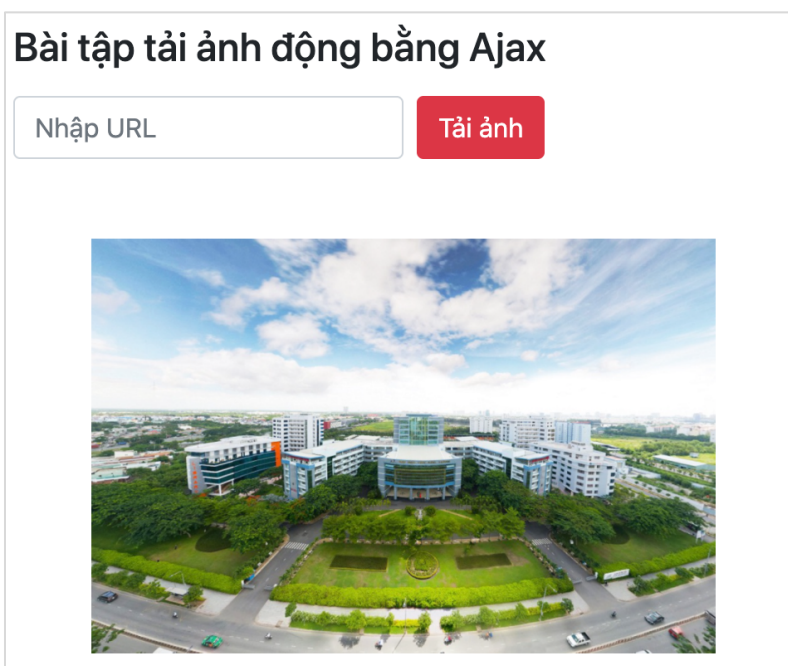 Bài tập tải ảnh động bằng Ajax
Nhập URL
Tải ảnh